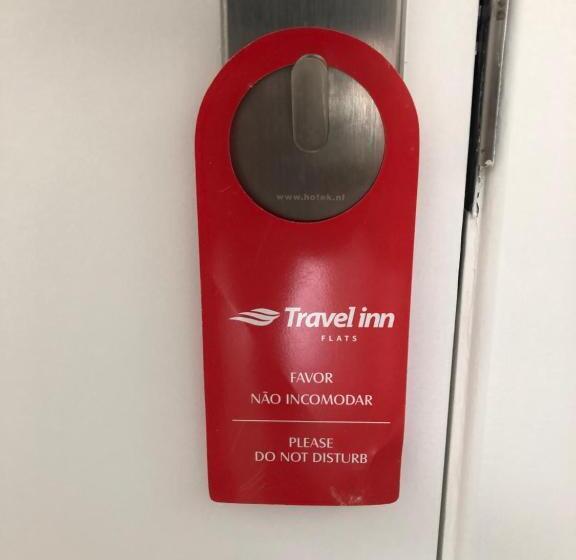 www.hotek.nl
Travel inn
FLATS
FAVOR
NÃO INCOMODAR
PLEASE
DO NOT DISTURB